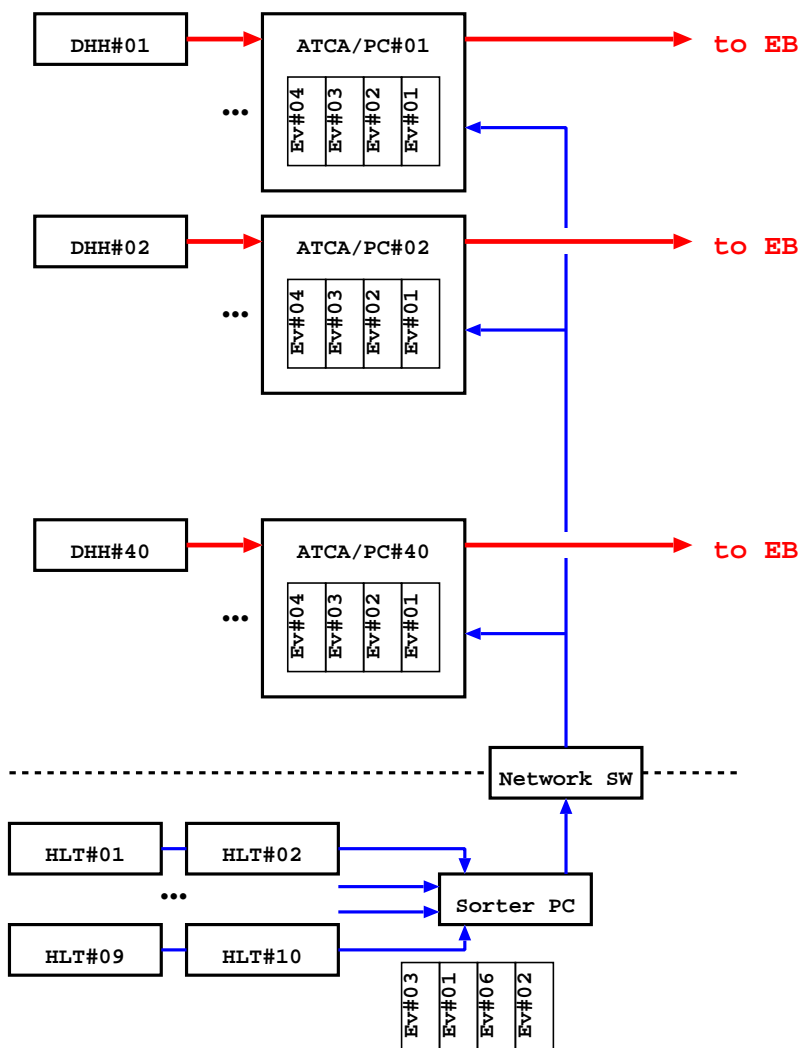 DHH#01
ATCA/PC#01
to EB
...
Ev#04
Ev#03
Ev#02
Ev#01
DHH#02
ATCA/PC#02
to EB
...
Ev#04
Ev#03
Ev#02
Ev#01
DHH#40
ATCA/PC#40
to EB
...
Ev#04
Ev#03
Ev#02
Ev#01
Network SW
HLT#01
HLT#02
...
Sorter PC
HLT#09
HLT#10
Ev#03
Ev#01
Ev#06
Ev#02